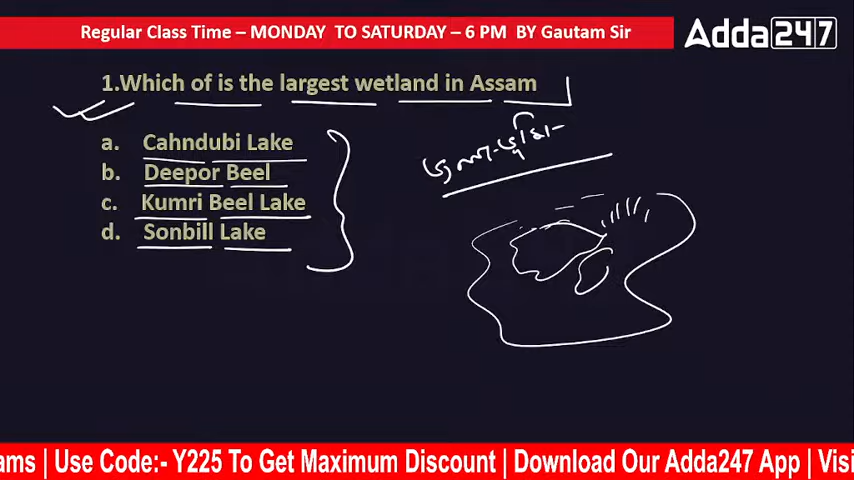 Regular Class Time – MONDAY TO SATURDAY – 6 PM BY Gautam Sir
Adda247
1.Which of is the largest wetland in Assam
a. Cahndubi Lake
b. Deepor Beel
c. Kumri Beel Lake
d. Sonbill Lake
ams | Use Code:- Y225 To Get Maximum Discount | Download Our Adda247 App | Visi